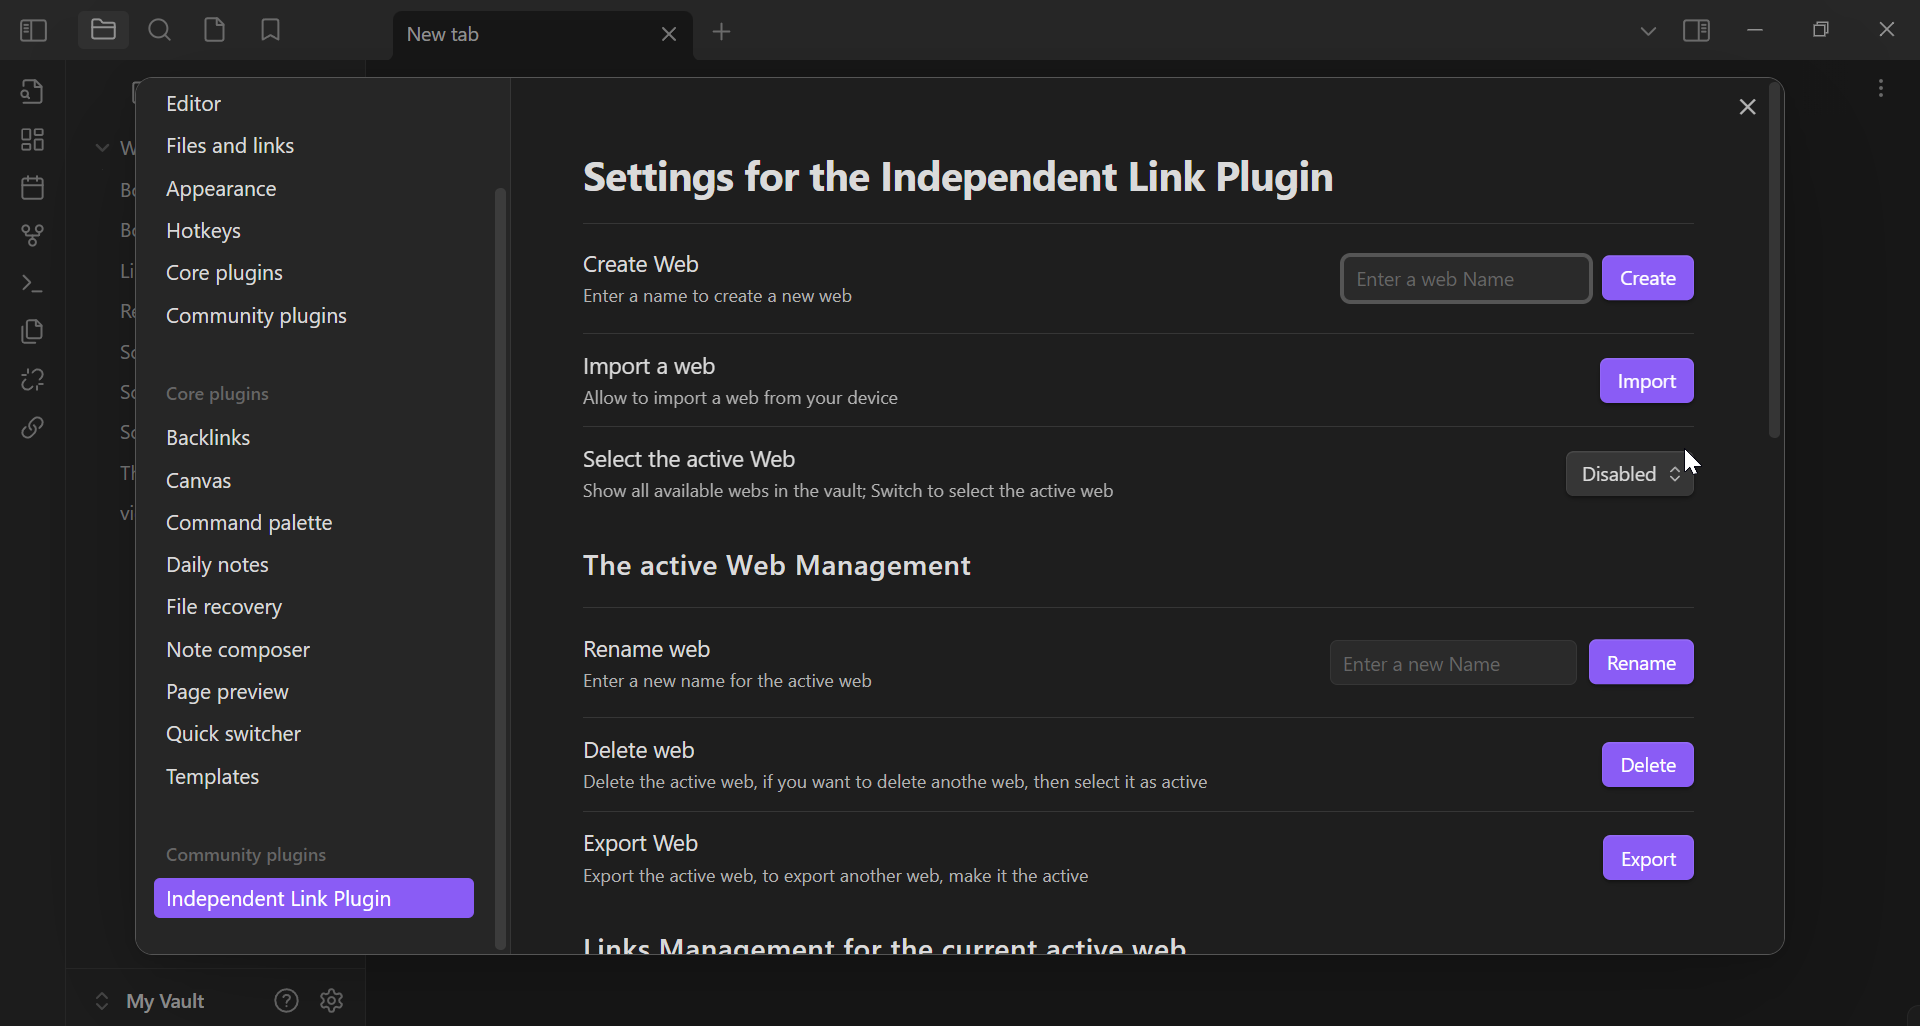 New tab
Editor
Files and links
Appearance
Hotkeys
Core plugins
Community plugins
Core plugins
Backlinks
Canvas
Command palette
Daily notes
File recovery
Note composer
Page preview
Quick switcher
Templates
Community plugins
Independent Link Plugin
My Vault
Settings for the Independent Link Plugin
Create Web
Enter a name to create a new web
Enter a web Name
Create
Import a web
Allow to import a web from your device
Import
Select the active Web
Show all available webs in the vault; Switch to select the active web
Disabled
The active Web Management
Rename web
Enter a new name for the active web
Enter a new Name
Rename
Delete web
Delete the active web, if you want to delete anothe web, then select it as active
Delete
Export Web
Export the active web, to export another web, make it the active
Export
Links Management for the current active web